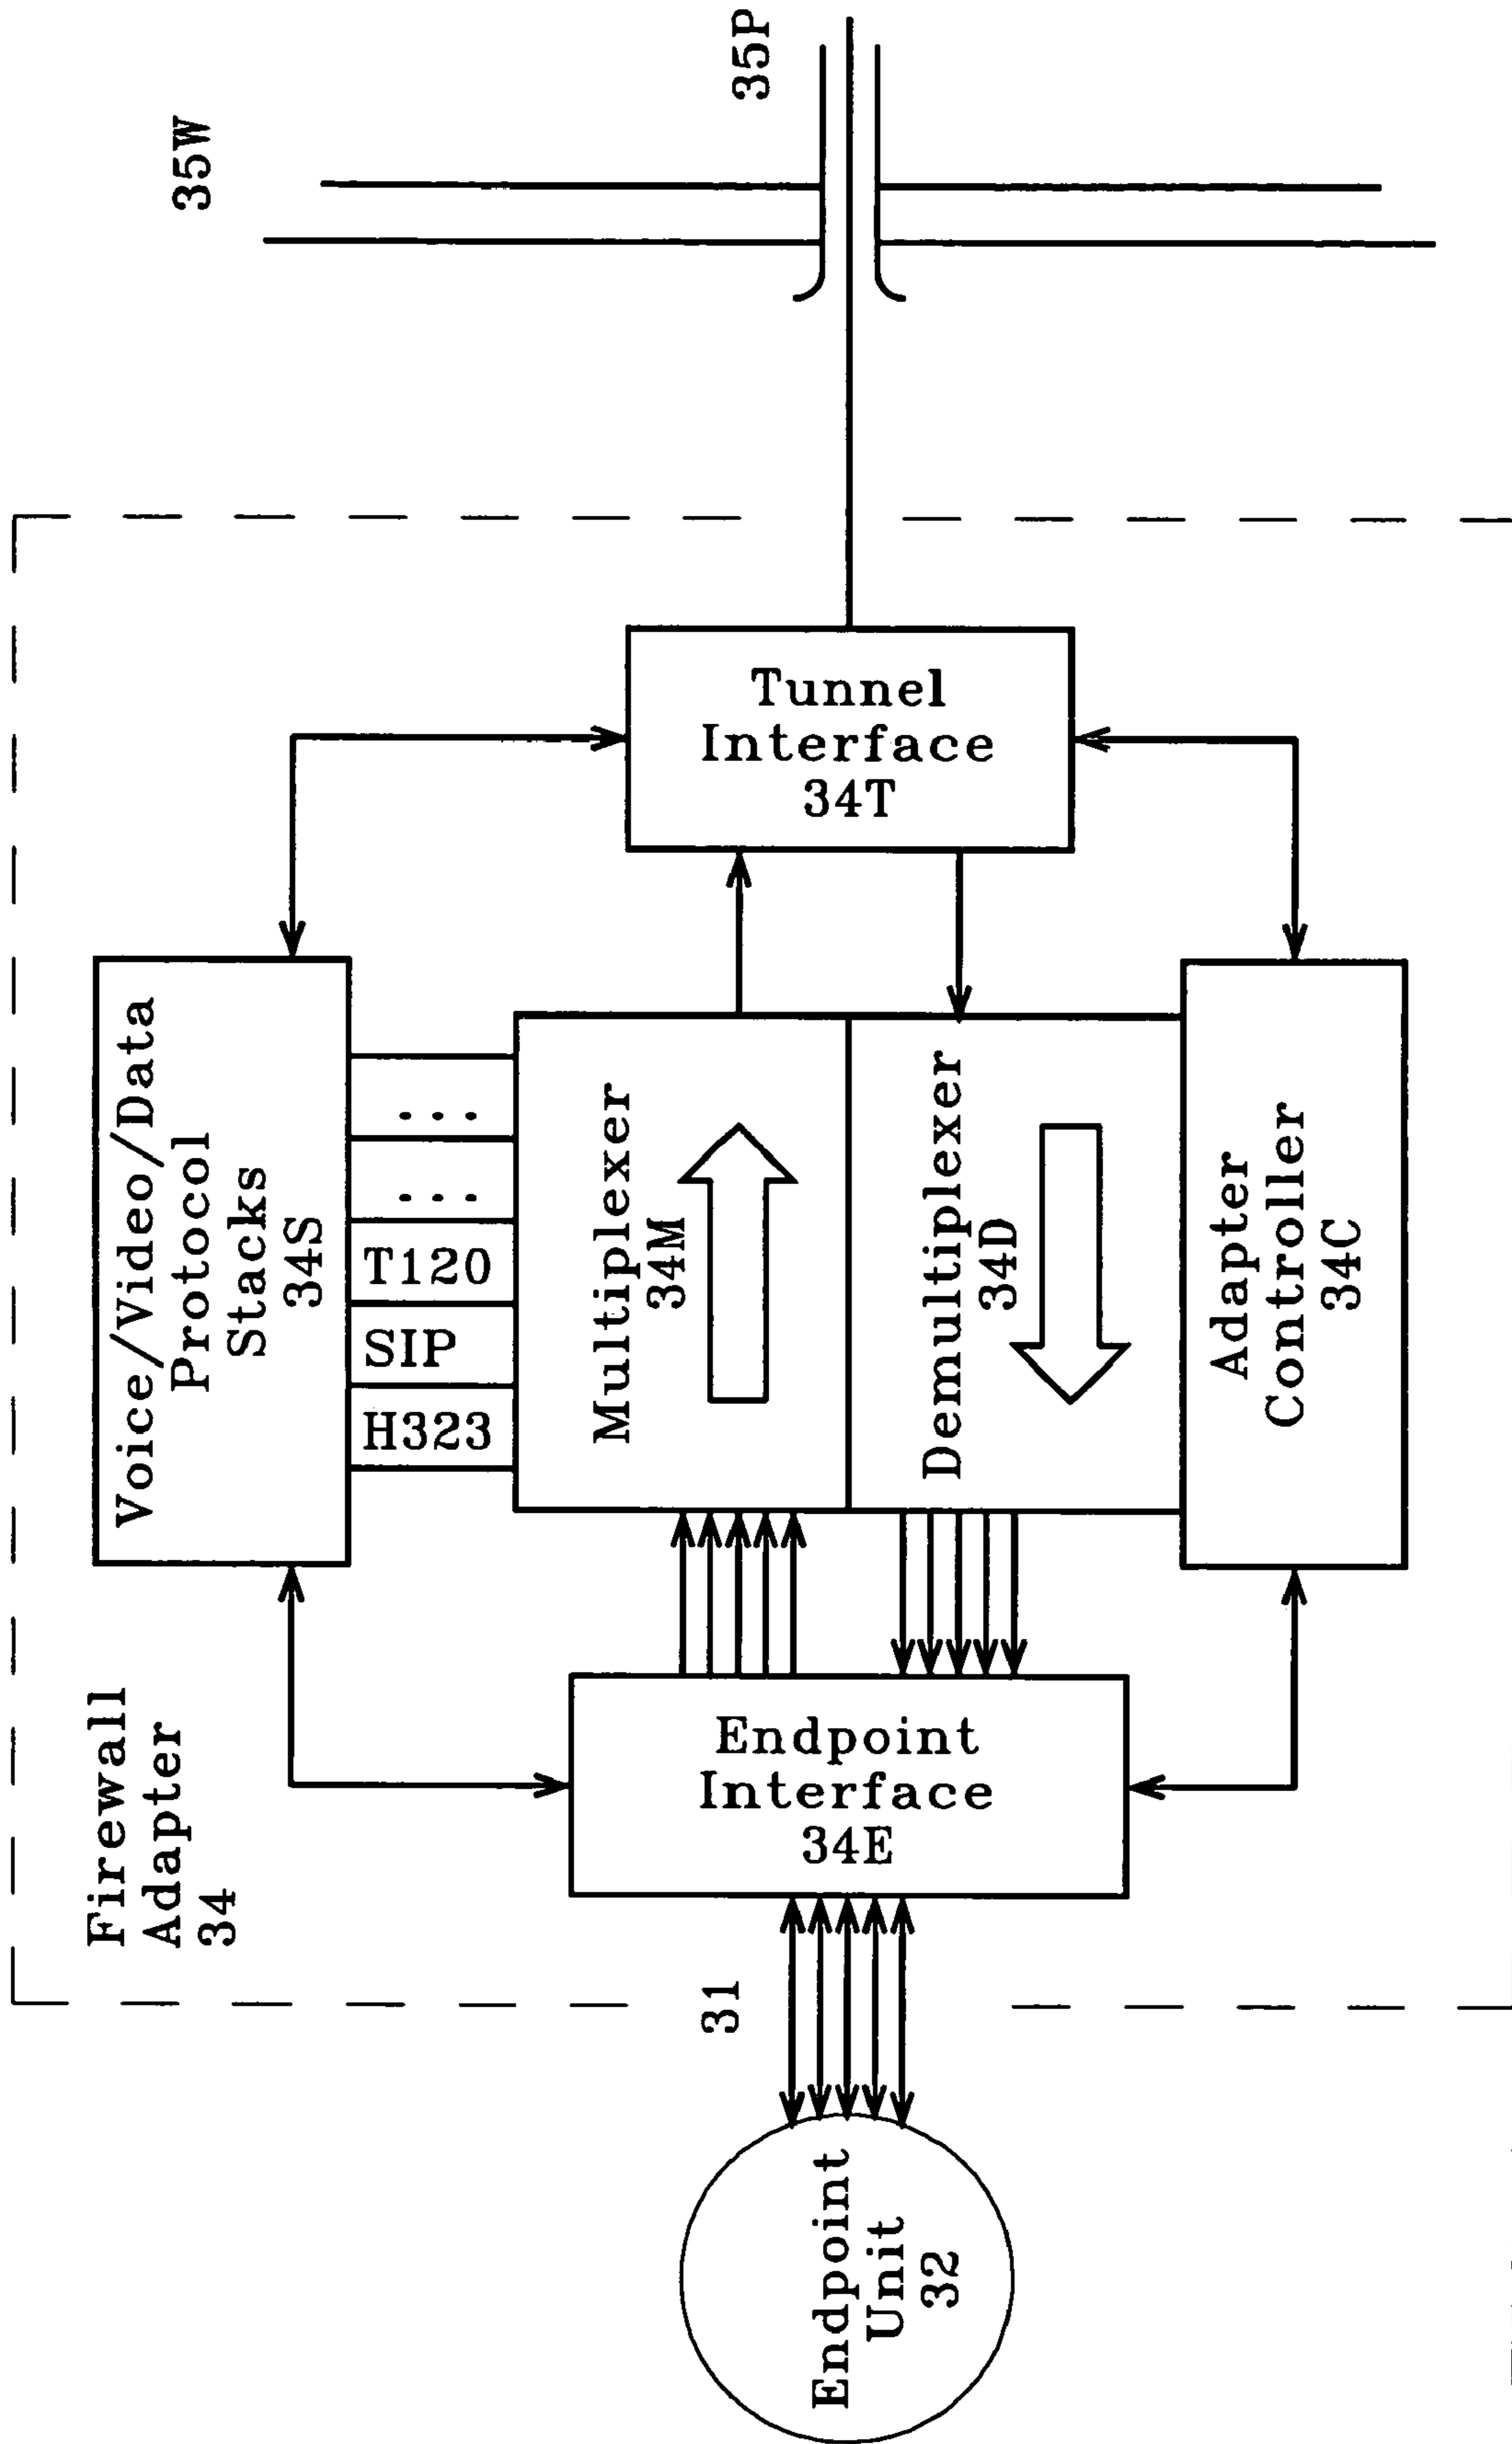 35W
35P
Firewall
Adapter
34
Voice/Video/Data
Protocol
Stacks
34S
H323
SIP
T120
...
...
Multiplexer
34M
Demultiplexer
34D
Adapter
Controller
34C
Tunnel
Interface
34T
Endpoint
Interface
34E
31
Endpoint
Unit
32